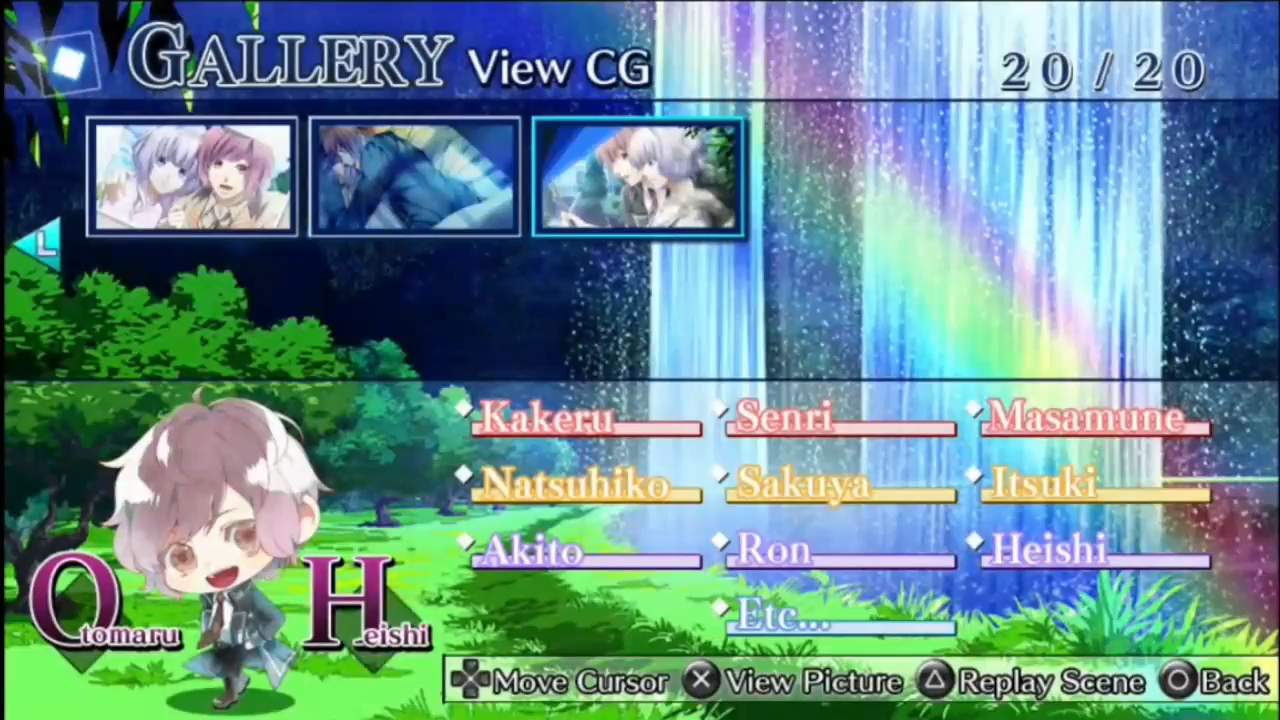 GALLERY View CG 20/20
L
Kakeru Senri Masamune
Natsuhiko Sakuya Itsuki
Akito Ron Heishi
Etc...
Otomaru Heishi
Move Cursor View Picture Replay Scene Back